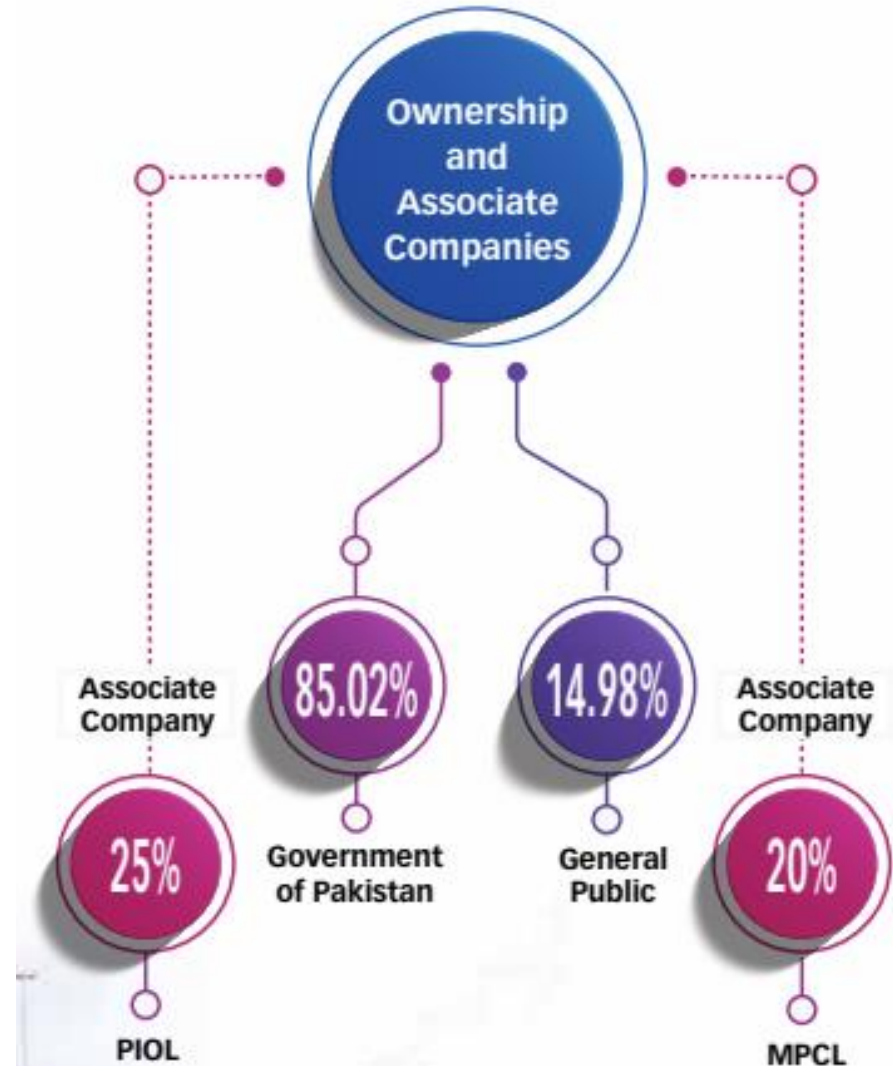 Ownership
and
Associate
Companies
Associate
Company
25%
PIOL
85.02%
Government
of Pakistan
14.98%
General
Public
Associate
Company
20%
MPCL